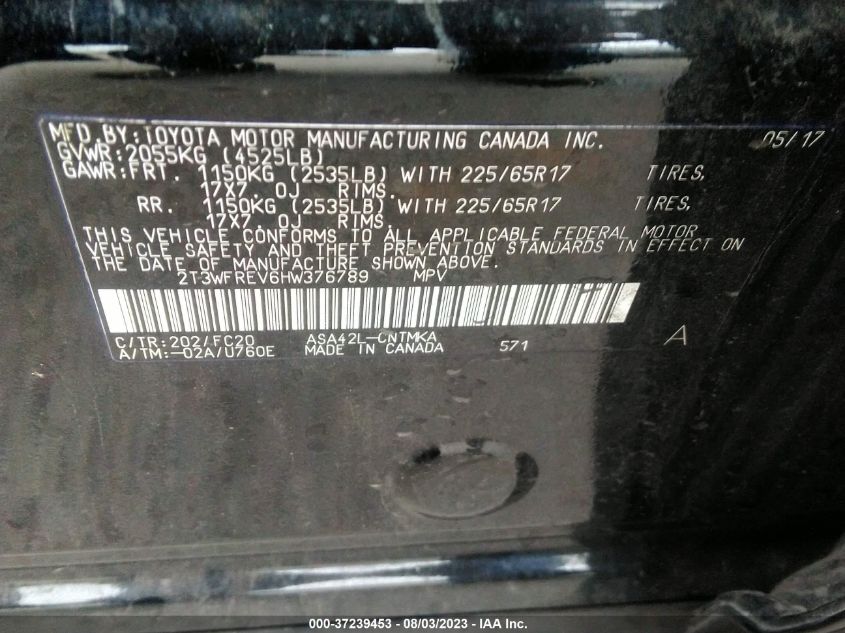 MFD.BY:TOYOTA MOTOR MANUFACTURING CANADA INC. 05/17
GVWR:2055KG (4525LB)
GAWR:FRT. 1150KG (2535LB) WITH 225/65R17 TIRES,
17X7.0J RIMS.
RR. 1150KG (2535LB) WITH 225/65R17 TIRES,
17X7.0J RIMS.
THIS VEHICLE CONFORMS TO ALL APPLICABLE FEDERAL MOTOR
VEHICLE SAFETY AND THEFT PREVENTION STANDARDS IN EFFECT ON
THE DATE OF MANUFACTURE SHOWN ABOVE.
2T3WFREV6HW376789 MPV
C/TR:202/FC20 ASA42L-CNTMKA A
A/TM:-02A/U760E MADE IN CANADA 571
000-37239453 - 08/03/2023 - IAA Inc.